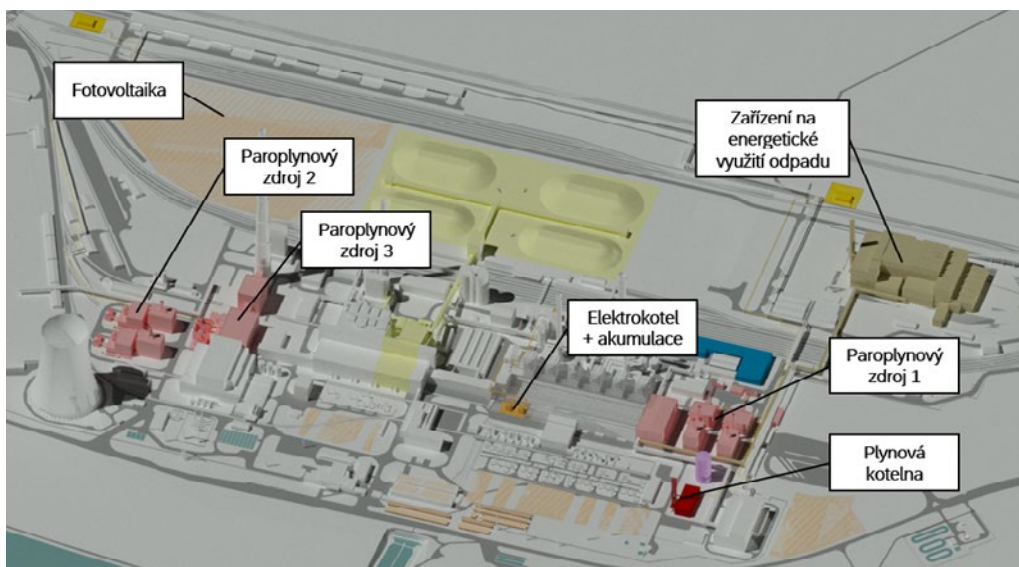 Fotovoltaika
Paroplynový
zdroj 2
Paroplynový
zdroj 3
Zařízení na
energetické
využití odpadu
Elektrokotel
+ akumulace
Paroplynový
zdroj 1
Plynová
kotelna